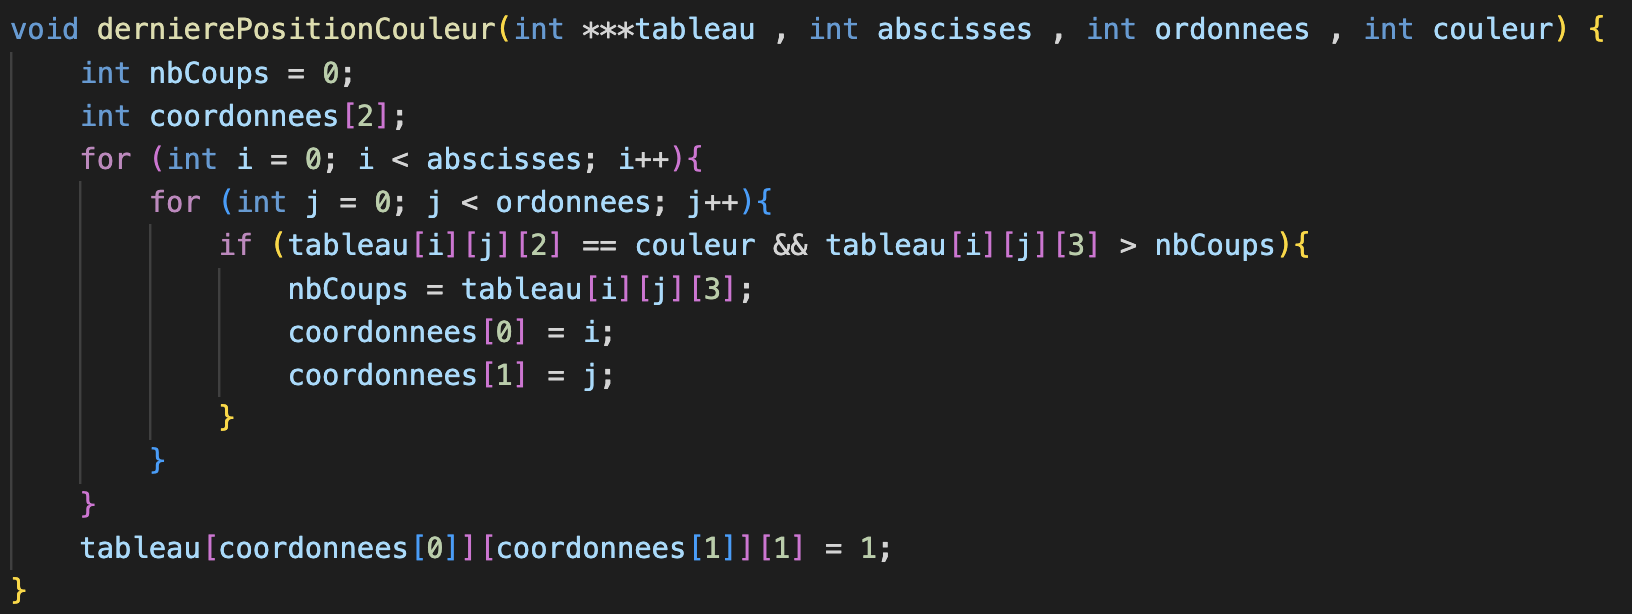 void dernierePositionCouleur(int ***tableau , int abscisses , int ordonnees , int couleur) {
    int nbCoups = 0;
    int coordonnees[2];
    for (int i = 0; i < abscisses; i++){
        for (int j = 0; j < ordonnees; j++){
            if (tableau[i][j][2] == couleur && tableau[i][j][3] > nbCoups){
                nbCoups = tableau[i][j][3];
                coordonnees[0] = i;
                coordonnees[1] = j;
            }
        }
    }
    tableau[coordonnees[0]][coordonnees[1]][1] = 1;
}